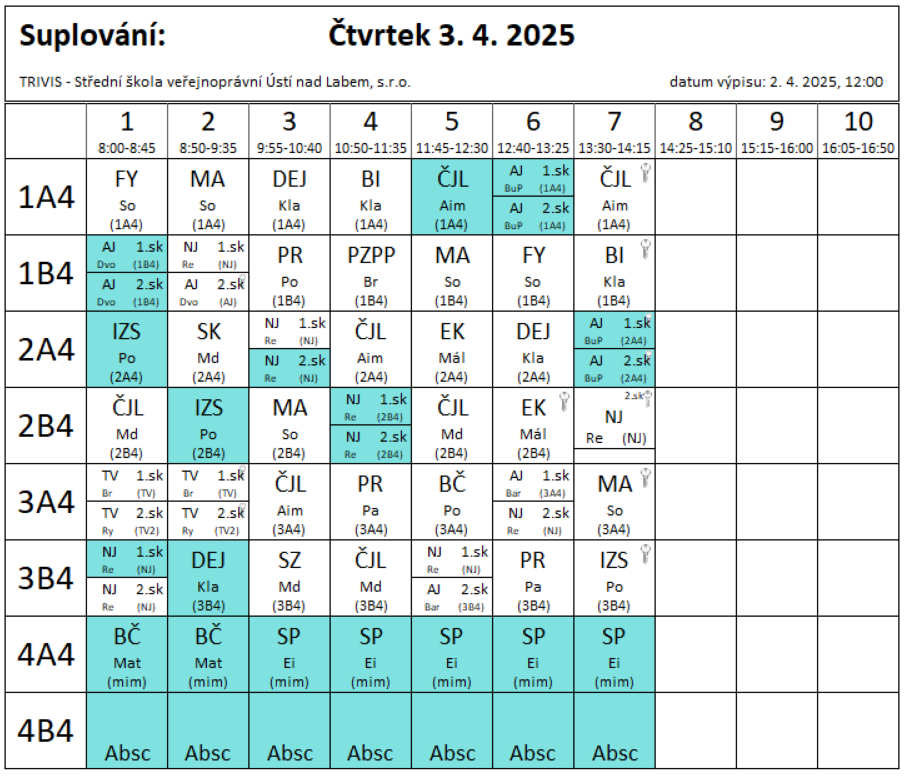 Suplování: Čtvrtek 3. 4. 2025
TRIVIS - Střední škola veřejnoprávní Ústí nad Labem, s.r.o. datum výpisu: 2. 4. 2025, 12:00
1 2 3 4 5 6 7 8 9 10
8:00-8:45 8:50-9:35 9:55-10:40 10:50-11:35 11:45-12:30 12:40-13:25 13:30-14:15 14:25-15:10 15:15-16:00 16:05-16:50
1A4
FY
So
(1A4)
MA
So
(1A4)
DEJ
Kla
(1A4)
BI
Kla
(1A4)
ČJL
Aim
(1A4)
AJ 1.sk
BuP (1A4)
AJ 2.sk
BuP (1A4)
ČJL
Aim
(1A4)
1B4
AJ 1.sk
Dvo (1B4)
AJ 2.sk
Dvo (1B4)
NJ 1.sk
Re (NJ)
AJ 2.sk
Dvo (AJ)
PR
Po
(1B4)
PZPP
Br
(1B4)
MA
So
(1B4)
FY
So
(1B4)
BI
Kla
(1B4)
2A4
IZS
Po
(2A4)
SK
Md
(2A4)
NJ 1.sk
Re (NJ)
NJ 2.sk
Re (NJ)
ČJL
Aim
(2A4)
EK
Mál
(2A4)
DEJ
Kla
(2A4)
AJ 1.sk
BuP (2A4)
AJ 2.sk
BuP (2A4)
2B4
ČJL
Md
(2B4)
IZS
Po
(2B4)
MA
So
(2B4)
NJ 1.sk
Re (2B4)
NJ 2.sk
Re (2B4)
ČJL
Md
(2B4)
EK
Mál
(2B4)
2.sk
NJ
Re (NJ)
3A4
TV 1.sk
Br (TV)
TV 2.sk
Ry (TV2)
TV 1.sk
Br (TV)
TV 2.sk
Ry (TV2)
ČJL
Aim
(3A4)
PR
Pa
(3A4)
BČ
Po
(3A4)
AJ 1.sk
Bar (3A4)
NJ 2.sk
Re (NJ)
MA
So
(3A4)
3B4
NJ 1.sk
Re (NJ)
NJ 2.sk
Re (NJ)
DEJ
Kla
(3B4)
SZ
Md
(3B4)
ČJL
Md
(3B4)
NJ 1.sk
Re (NJ)
AJ 2.sk
Bar (3B4)
PR
Pa
(3B4)
IZS
Po
(3B4)
4A4
BČ
Mat
(mim)
BČ
Mat
(mim)
SP
Ei
(mim)
SP
Ei
(mim)
SP
Ei
(mim)
SP
Ei
(mim)
SP
Ei
(mim)
4B4
Absc
Absc
Absc
Absc
Absc
Absc
Absc